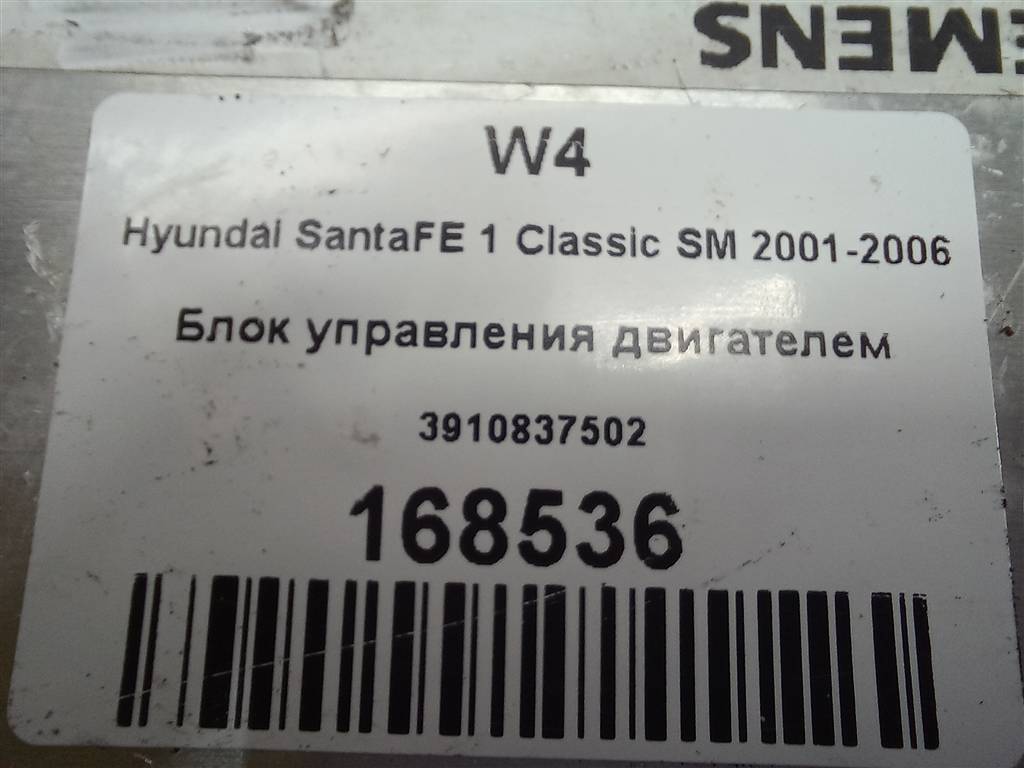 EMENS
W4
Hyundai SantaFE 1 Classic SM 2001-2006
Блок управления двигателем
3910837502
168536